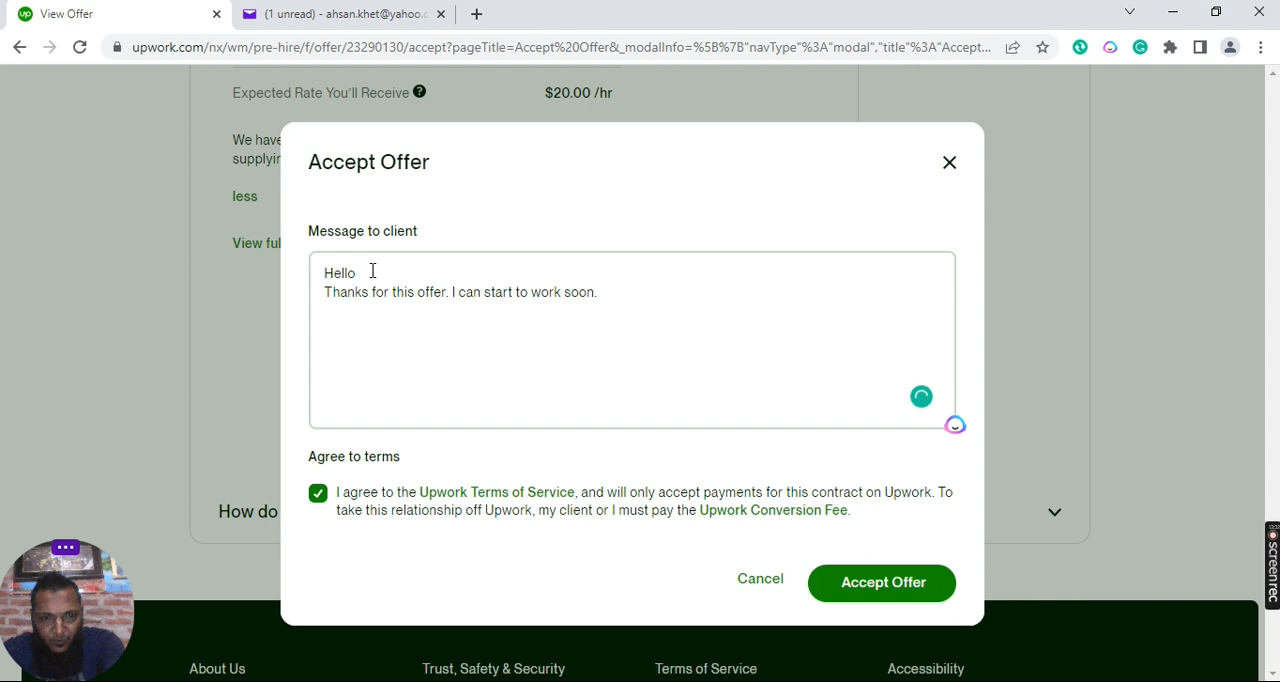 View Offer
(1 unread) - ahsan.khet@yahoo.c
upwork.com/nx/wm/pre-hire/f/offer/23290130/accept?pageTitle=Accept%20Offer&_modalInfo=%5B%7B"navType"%3A"modal","title"%3A"Accept...
Expected Rate You'll Receive
$20.00 /hr
We have
supplyin
less
View ful
How do
Accept Offer
Message to client
Hello
Thanks for this offer. I can start to work soon.
Agree to terms
I agree to the Upwork Terms of Service, and will only accept payments for this contract on Upwork. To
take this relationship off Upwork, my client or I must pay the Upwork Conversion Fee.
Cancel
Accept Offer
About Us
Trust, Safety & Security
Terms of Service
Accessibility
screenrec